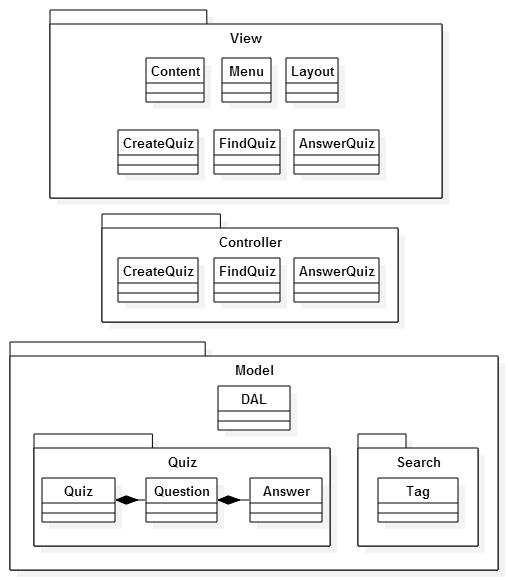 View
Content Menu Layout
CreateQuiz FindQuiz AnswerQuiz
Controller
CreateQuiz FindQuiz AnswerQuiz
Model
DAL
Quiz Search
Quiz Question Answer Tag